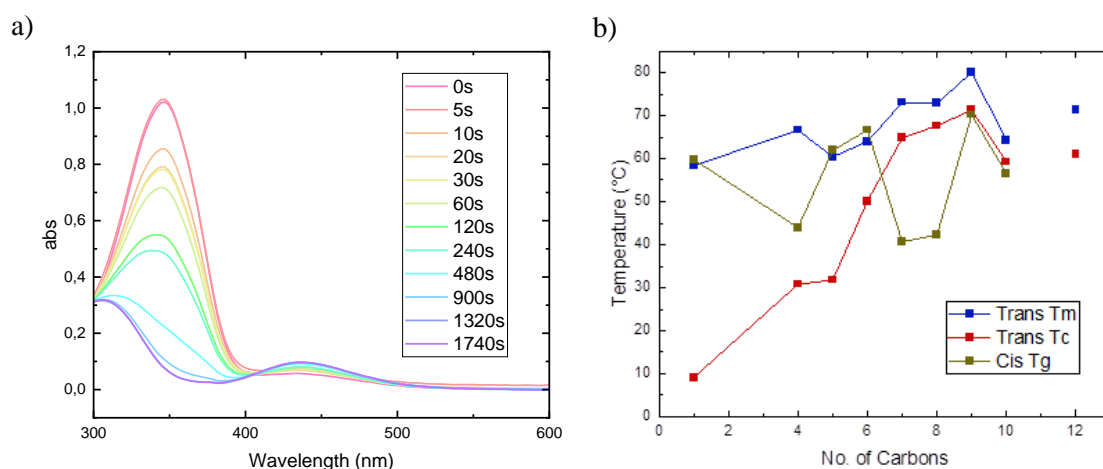 a)
1,2
1,0
0,8
0,6
0,4
0,2
0,0
abs
300
400
500
600
Wavelength (nm)
0s
5s
10s
20s
30s
60s
120s
240s
480s
900s
1320s
1740s
b)
80
70
60
50
40
30
20
10
0
Temperature (°C)
0
2
4
6
8
10
12
No. of Carbons
Trans Tm
Trans Tc
Cis Tg